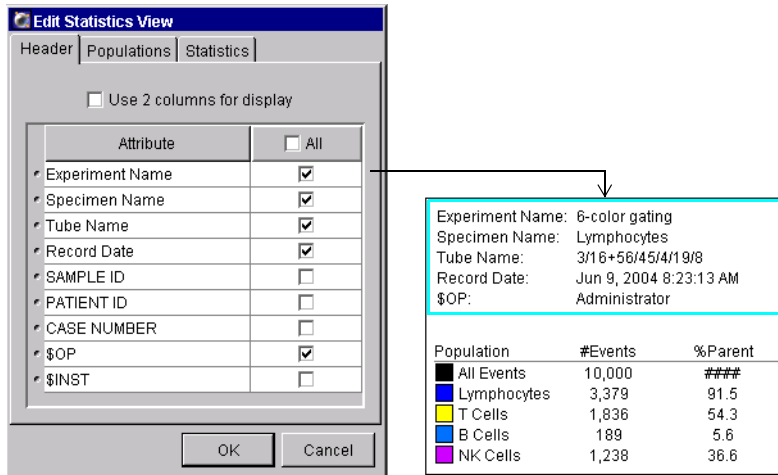 Edit Statistics View
Header Populations Statistics
Use 2 columns for display
Attribute All
Experiment Name
Specimen Name
Tube Name
Record Date
SAMPLE ID
PATIENT ID
CASE NUMBER
$OP
$INST
OK Cancel
Experiment Name: 6-color gating
Specimen Name: Lymphocytes
Tube Name: 3/16+56/45/4/19/8
Record Date: Jun 9, 2004 8:23:13 AM
$OP: Administrator
Population #Events %Parent
All Events 10,000 ####
Lymphocytes 3,379 91.5
T Cells 1,836 54.3
B Cells 189 5.6
NK Cells 1,238 36.6